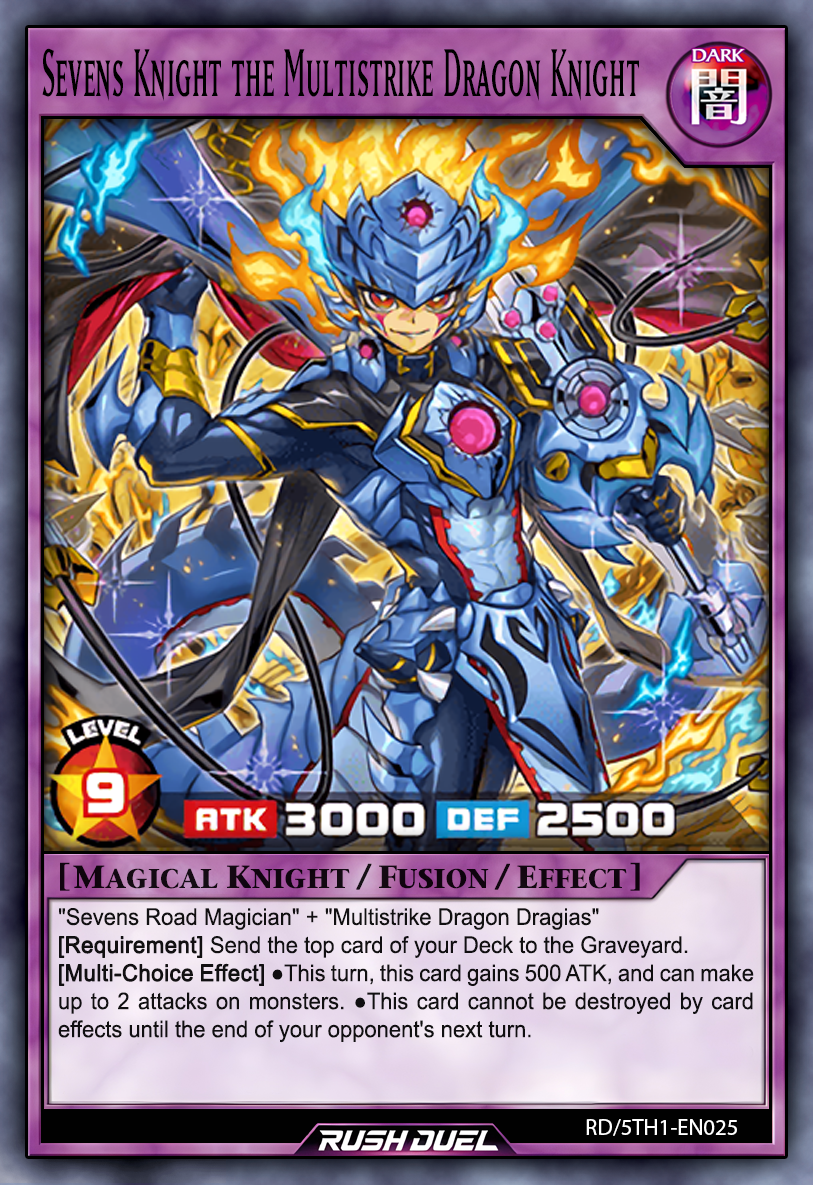 Sevens Knight the Multistrike Dragon Knight
DARK
闇
LEVEL
9
ATK 3000 DEF 2500
[Magical Knight / Fusion / Effect]
"Sevens Road Magician" + "Multistrike Dragon Dragias"
[Requirement] Send the top card of your Deck to the Graveyard.
[Multi-Choice Effect] ●This turn, this card gains 500 ATK, and can make
up to 2 attacks on monsters. ●This card cannot be destroyed by card
effects until the end of your opponent's next turn.
RUSH DUEL
RD/5TH1-EN025